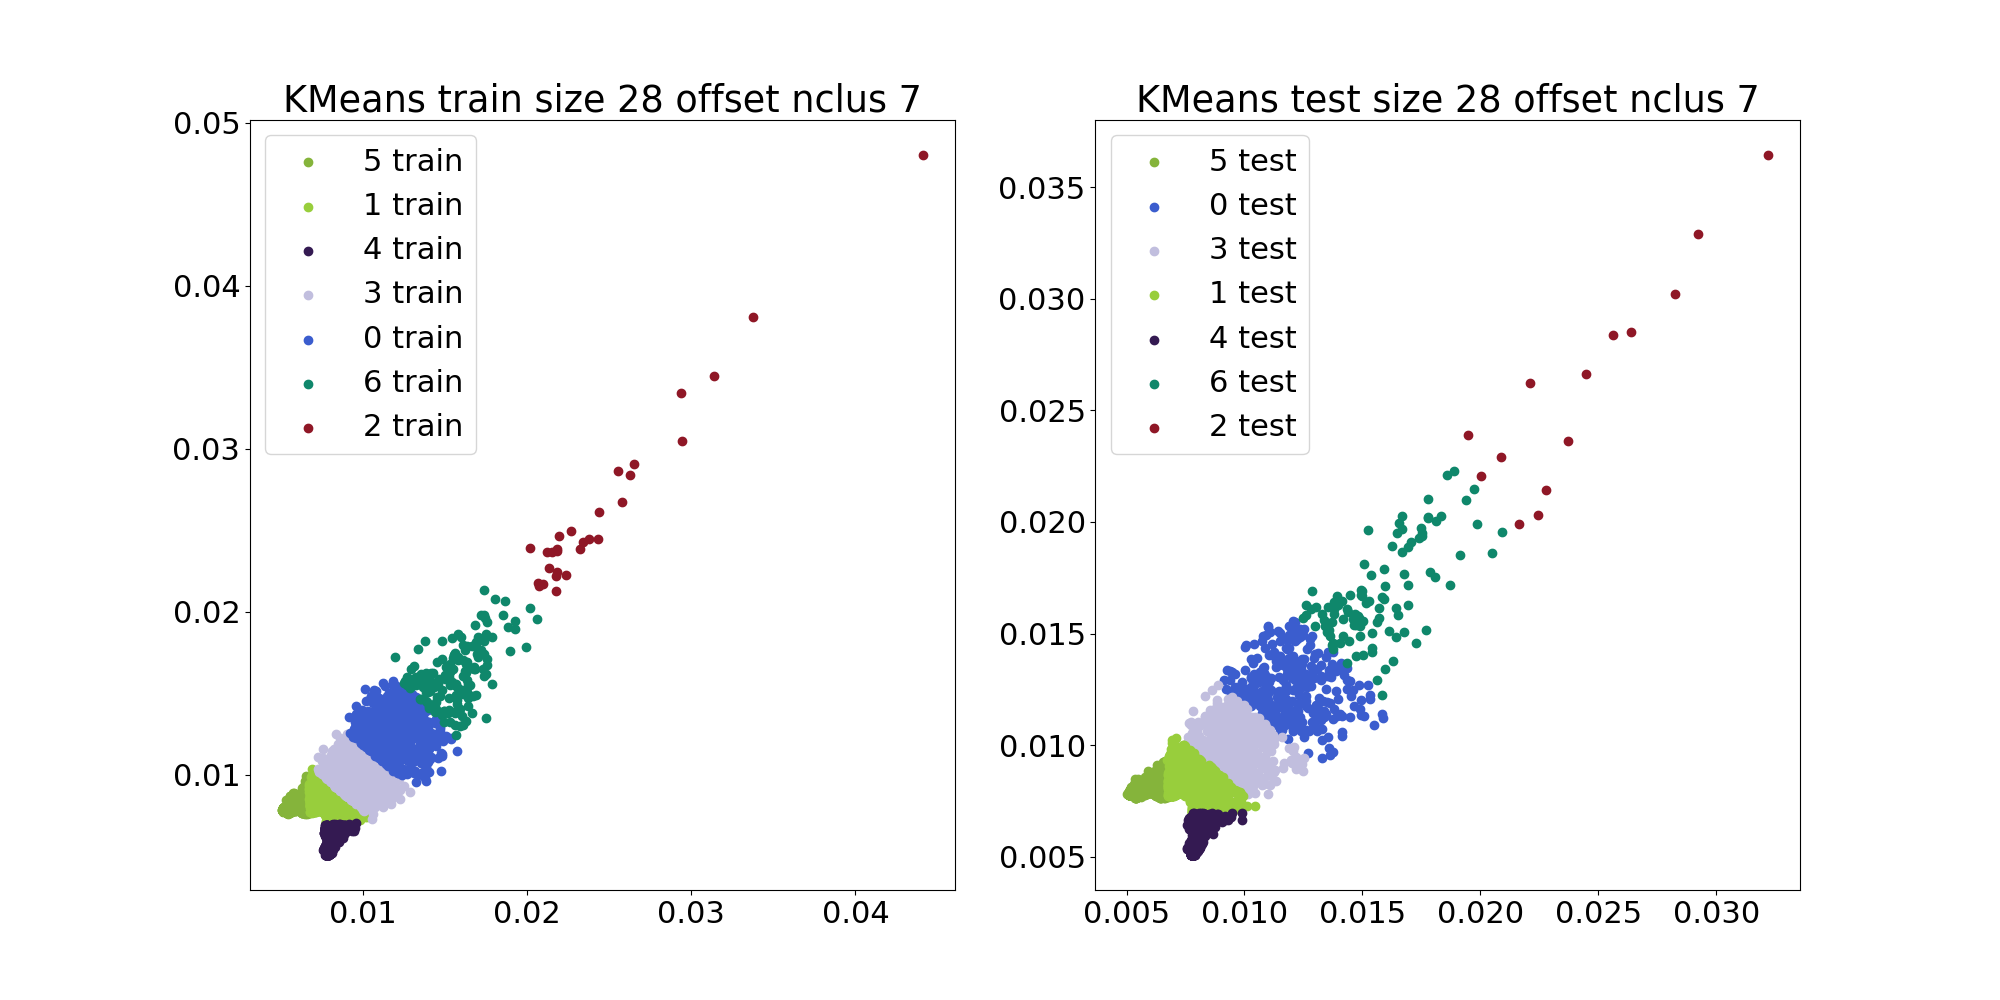 KMeans train size 28 offset nclus 7
0.05
0.04
0.03
0.02
0.01
5 train
1 train
4 train
3 train
0 train
6 train
2 train
0.01 0.02 0.03 0.04
KMeans test size 28 offset nclus 7
0.035
0.030
0.025
0.020
0.015
0.010
0.005
5 test
0 test
3 test
1 test
4 test
6 test
2 test
0.005 0.010 0.015 0.020 0.025 0.030